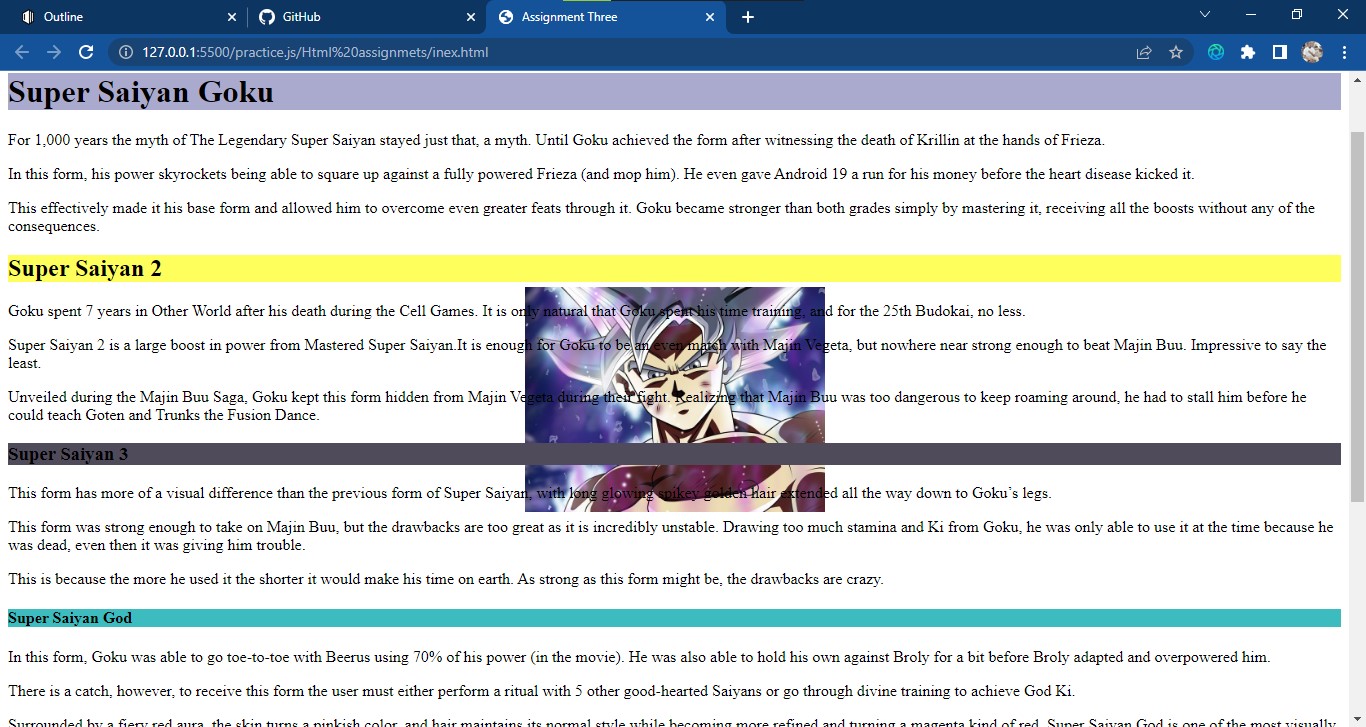 Outline
GitHub
Assignment Three
127.0.0.1:5500/practice.js/Html%20assignmets/inex.html
Super Saiyan Goku
For 1,000 years the myth of The Legendary Super Saiyan stayed just that, a myth. Until Goku achieved the form after witnessing the death of Krillin at the hands of Frieza.
In this form, his power skyrockets being able to square up against a fully powered Frieza (and mop him). He even gave Android 19 a run for his money before the heart disease kicked it.
This effectively made it his base form and allowed him to overcome even greater feats through it. Goku became stronger than both grades simply by mastering it, receiving all the boosts without any of the
consequences.
Super Saiyan 2
Goku spent 7 years in Other World after his death during the Cell Games. It is only natural that Goku spent his time training, and for the 25th Budokai, no less.
Super Saiyan 2 is a large boost in power from Mastered Super Saiyan.It is enough for Goku to be an even match with Majin Vegeta, but nowhere near strong enough to beat Majin Buu. Impressive to say the
least.
Unveiled during the Majin Buu Saga, Goku kept this form hidden from Majin Vegeta during their fight. Realizing that Majin Buu was too dangerous to keep roaming around, he had to stall him before he
could teach Goten and Trunks the Fusion Dance.
Super Saiyan 3
This form has more of a visual difference than the previous form of Super Saiyan, with long glowing spikey golden hair extended all the way down to Goku’s legs.
This form was strong enough to take on Majin Buu, but the drawbacks are too great as it is incredibly unstable. Drawing too much stamina and Ki from Goku, he was only able to use it at the time because he
was dead, even then it was giving him trouble.
This is because the more he used it the shorter it would make his time on earth. As strong as this form might be, the drawbacks are crazy.
Super Saiyan God
In this form, Goku was able to go toe-to-toe with Beerus using 70% of his power (in the movie). He was also able to hold his own against Broly for a bit before Broly adapted and overpowered him.
There is a catch, however, to receive this form the user must either perform a ritual with 5 other good-hearted Saiyans or go through divine training to achieve God Ki.
Surrounded by a fiery red aura, the skin turns a pinkish color, and hair maintains its normal style while becoming more refined and turning a magenta kind of red. Super Saiyan God is one of the most visually